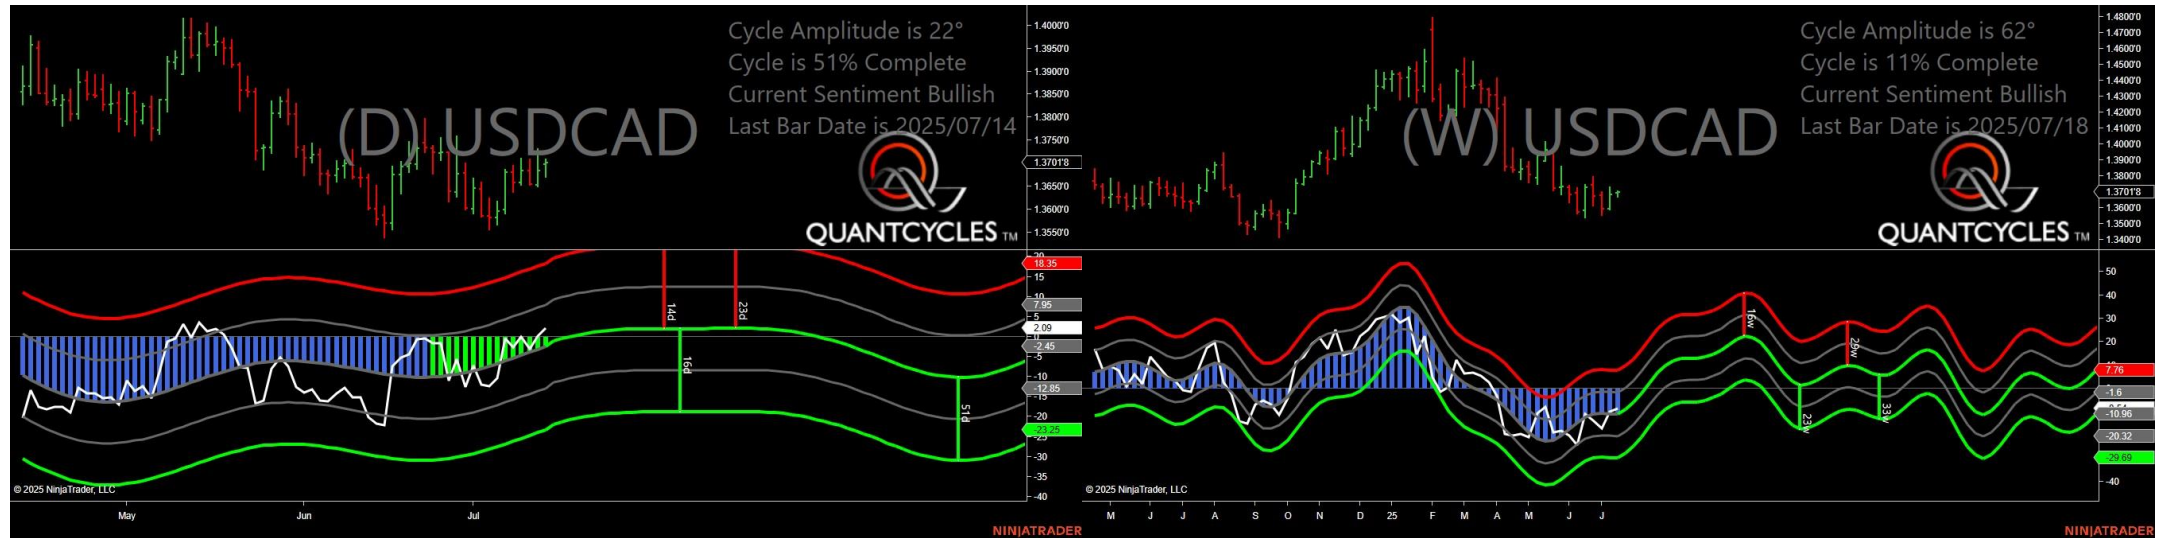 Cycle Amplitude is 22°
Cycle is 51% Complete
Current Sentiment Bullish
Last Bar Date is 2025/07/14
(D) USDCAD
QUANTCYCLES TM
1.4000'0
1.3950'0
1.3900'0
1.3850'0
1.3800'0
1.3750'0
1.3701'8
1.3650'0
1.3600'0
1.3550'0
20
18.35
15
10
7.95
5
2.09
0
-2.45
-5
-10
-12.85
-15
-20
-23.25
-25
-30
-35
-40
14d
23d
16d
51d
© 2025 NinjaTrader, LLC
May Jun Jul
NINJATRADER
Cycle Amplitude is 62°
Cycle is 11% Complete
Current Sentiment Bullish
Last Bar Date is 2025/07/18
(W) USDCAD
QUANTCYCLES TM
1.4800'0
1.4700'0
1.4600'0
1.4500'0
1.4400'0
1.4300'0
1.4200'0
1.4100'0
1.4000'0
1.3900'0
1.3800'0
1.3701'8
1.3600'0
1.3500'0
1.3400'0
50
40
30
20
10
7.76
-1.6
-10.96
-20.32
-29.69
-40
16w
29w
23w
33w
© 2025 NinjaTrader, LLC
M J J A S O N D 25 F M A M J J
NINJATRADER